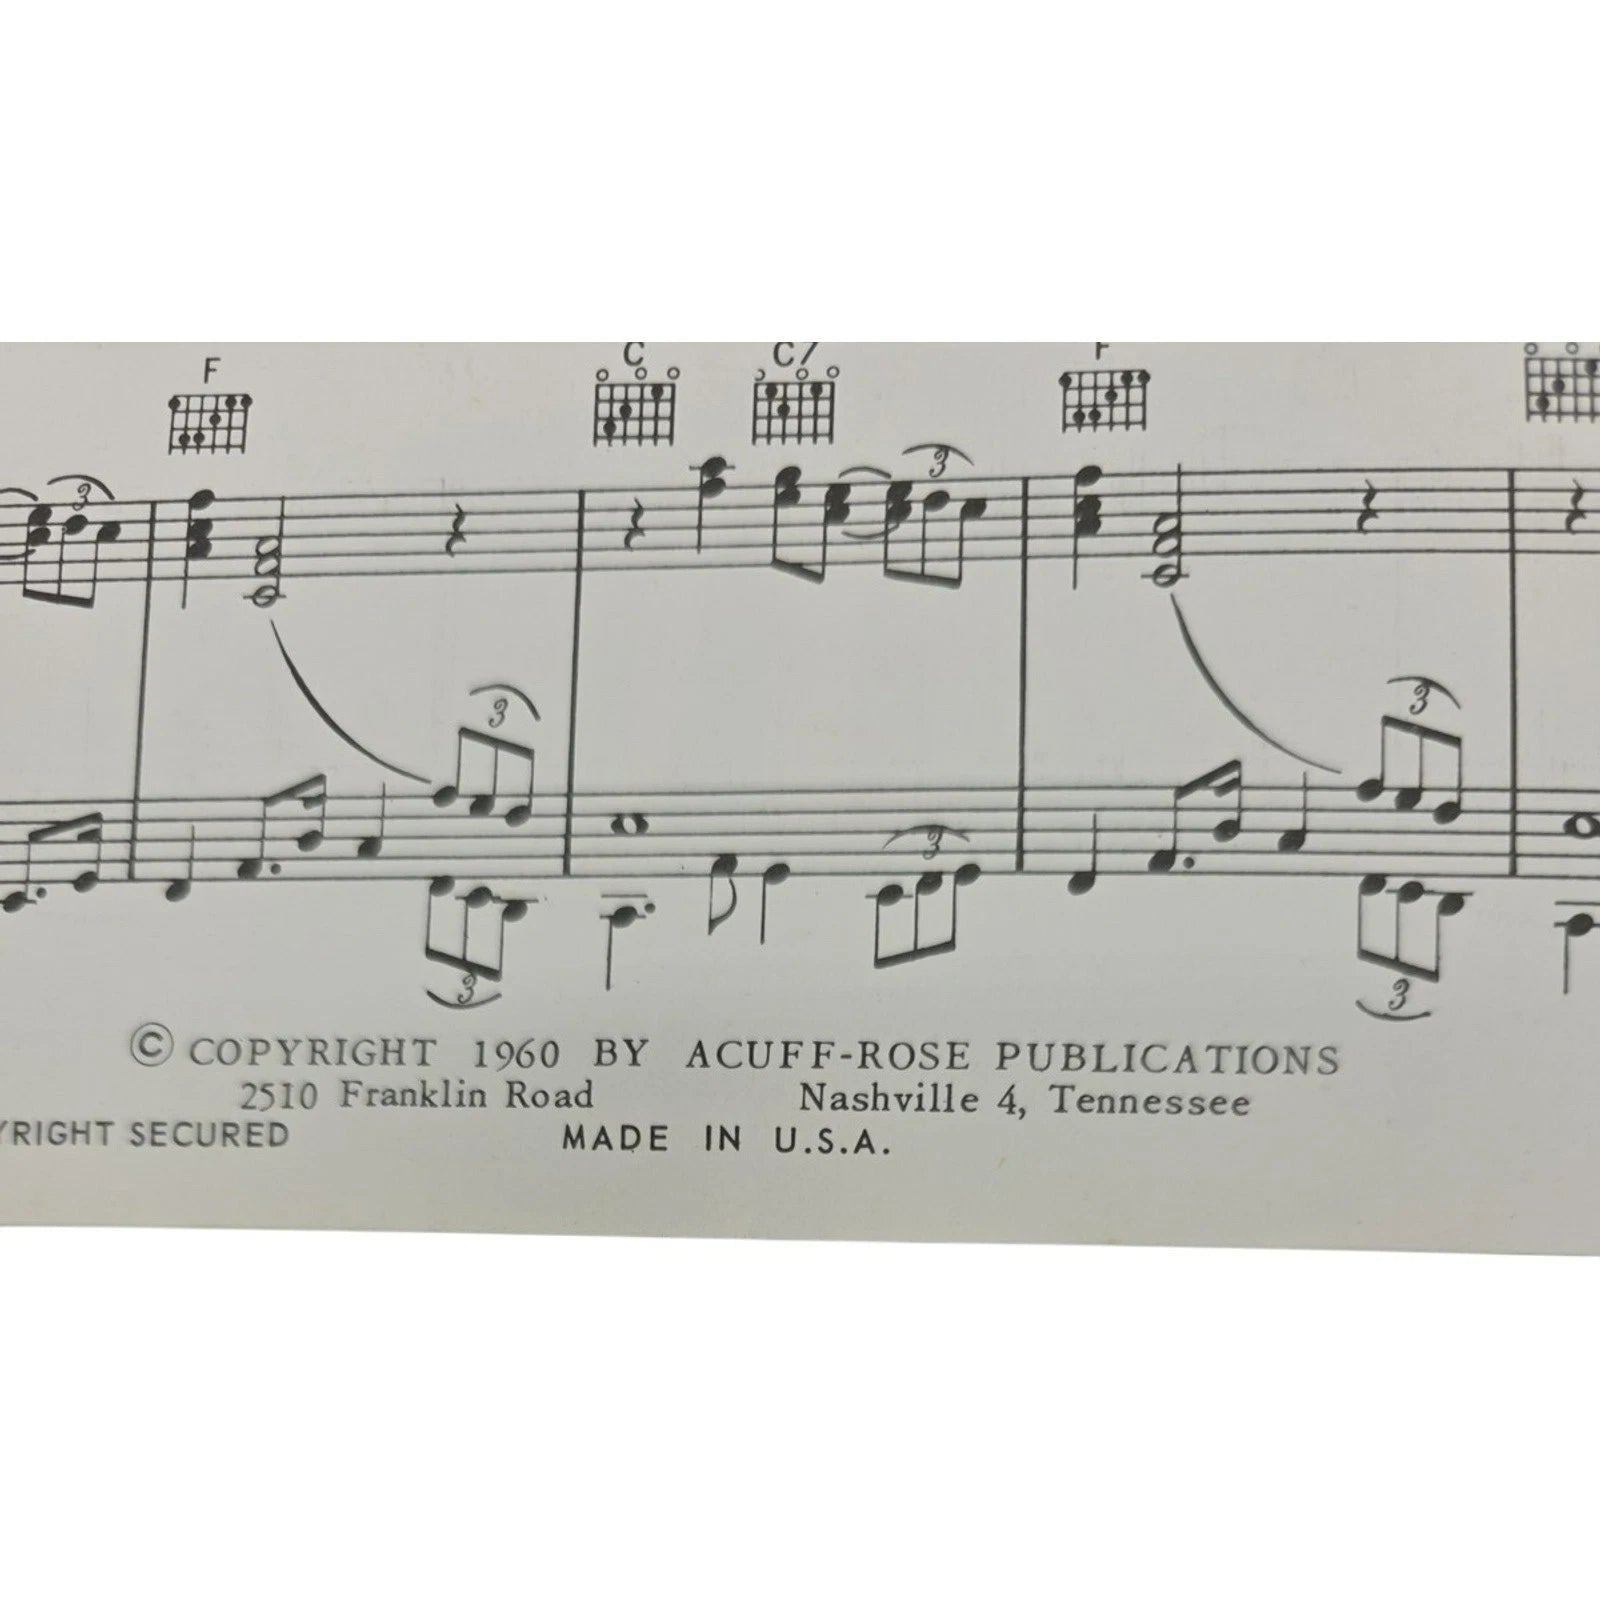 F C C7 F
3 3
3 3
3
3 3
© COPYRIGHT 1960 BY ACUFF-ROSE PUBLICATIONS
2510 Franklin Road Nashville 4, Tennessee
YRIGHT SECURED MADE IN U.S.A.